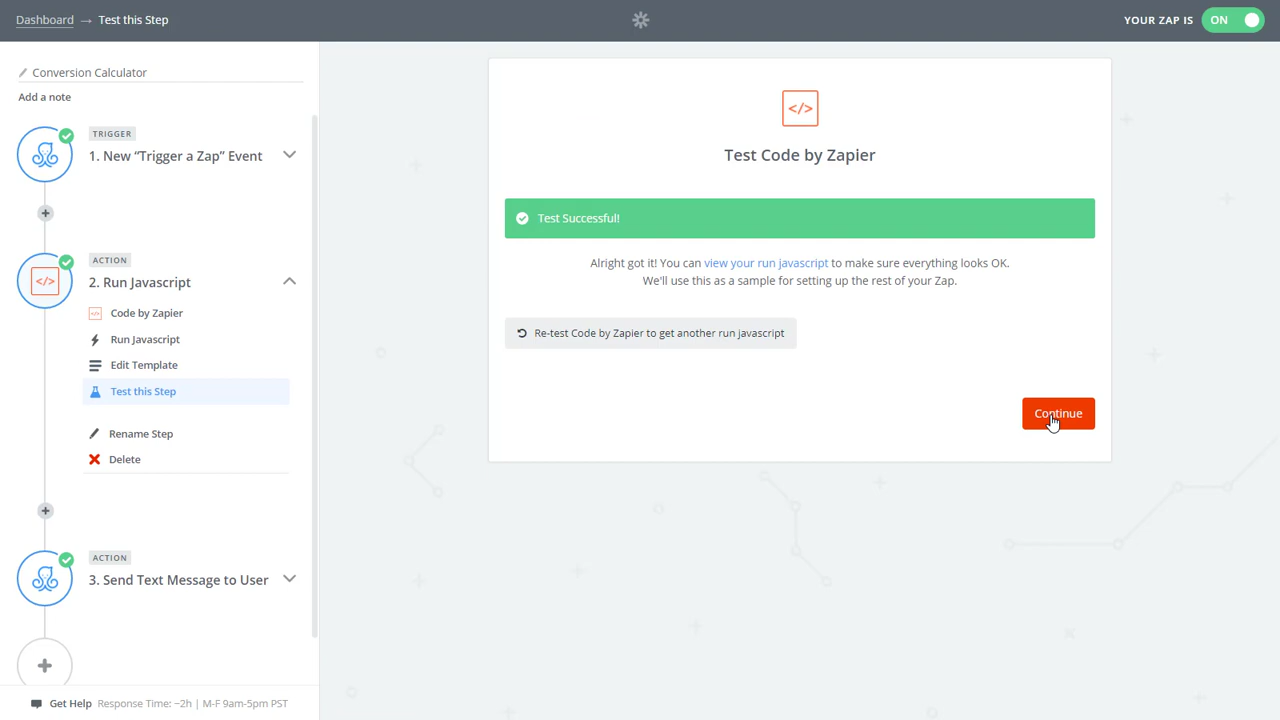 Dashboard → Test this Step
YOUR ZAP IS ON
Conversion Calculator
Add a note
TRIGGER
1. New “Trigger a Zap” Event
ACTION
2. Run Javascript
</> Code by Zapier
Run Javascript
Edit Template
Test this Step
Rename Step
Delete
ACTION
3. Send Text Message to User
Get Help Response Time: ~2h | M-F 9am-5pm PST
</>
Test Code by Zapier
Test Successful!
Alright got it! You can view your run javascript to make sure everything looks OK.
We'll use this as a sample for setting up the rest of your Zap.
Re-test Code by Zapier to get another run javascript
Continue